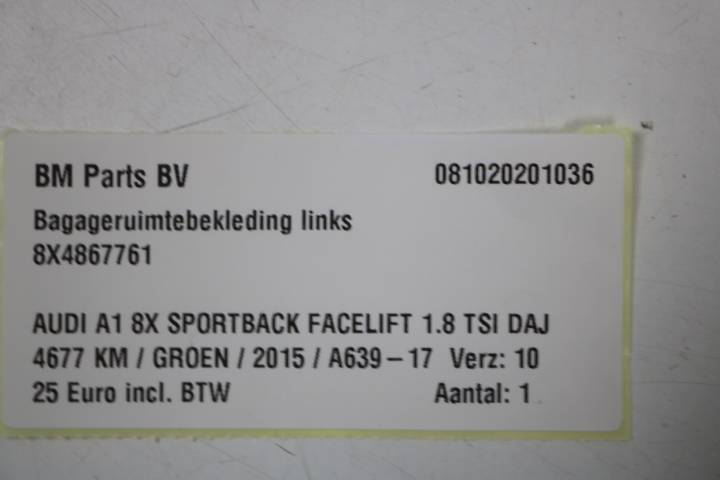 BM Parts BV 081020201036
Bagageruimtebekleding links
8X4867761
AUDI A1 8X SPORTBACK FACELIFT 1.8 TSI DAJ
4677 KM / GROEN / 2015 / A639-17 Verz: 10
25 Euro incl. BTW Aantal: 1